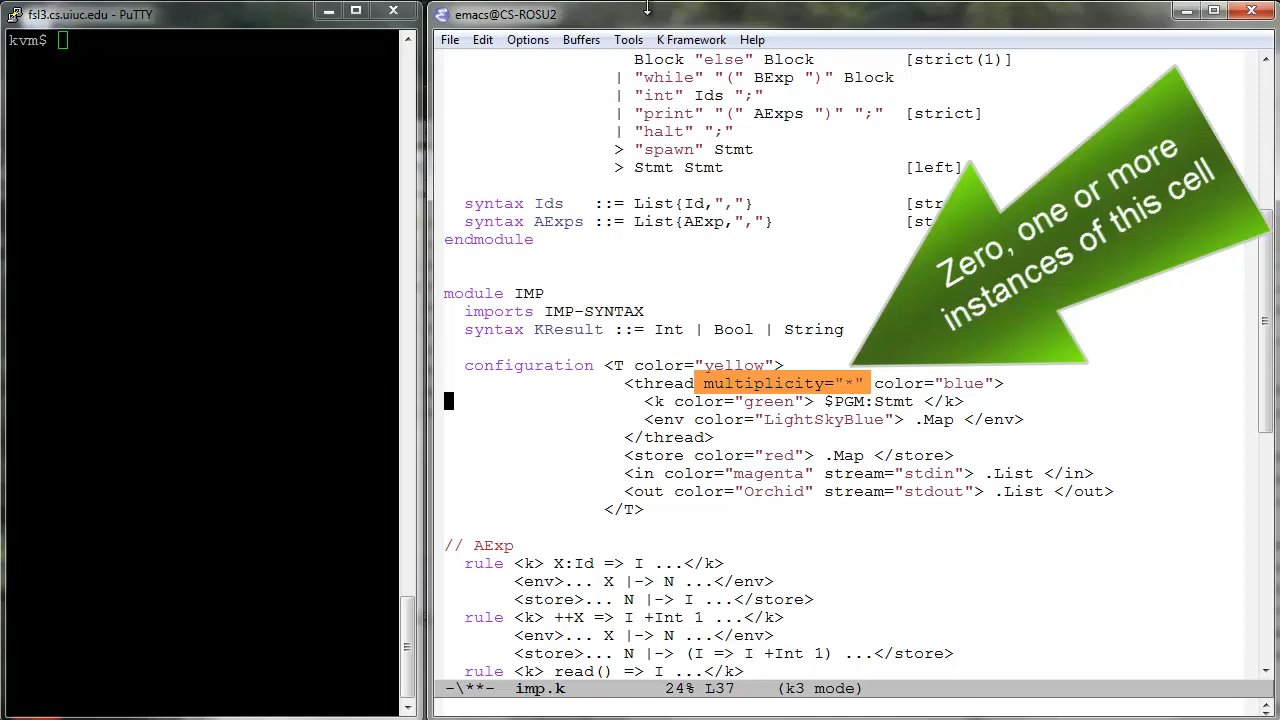 fsl3.cs.uiuc.edu - PuTTY
kvm$
emacs@CS-ROSU2
File Edit Options Buffers Tools K Framework Help
Block "else" Block [strict(1)]
| "while" "(" BExp ")" Block
| "int" Ids ";"
| "print" "(" AExps ")" ";" [strict]
| "halt" ";"
> "spawn" Stmt
> Stmt Stmt [left]
syntax Ids ::= List{Id,","}
syntax AExps ::= List{AExp,","}
endmodule
Zero, one or more
instances of this cell
module IMP
imports IMP-SYNTAX
syntax KResult ::= Int | Bool | String
configuration <T color="yellow">
<thread multiplicity="*" color="blue">
<k color="green"> $PGM:Stmt </k>
<env color="LightSkyBlue"> .Map </env>
</thread>
<store color="red"> .Map </store>
<in color="magenta" stream="stdin"> .List </in>
<out color="Orchid" stream="stdout"> .List </out>
</T>
// AExp
rule <k> X:Id => I ...</k>
<env>... X |-> N ...</env>
<store>... N |-> I ...</store>
rule <k> ++X => I +Int 1 ...</k>
<env>... X |-> N ...</env>
<store>... N |-> (I => I +Int 1) ...</store>
rule <k> read() => I ...</k>
-\**- imp.k 24% L37 (k3 mode)